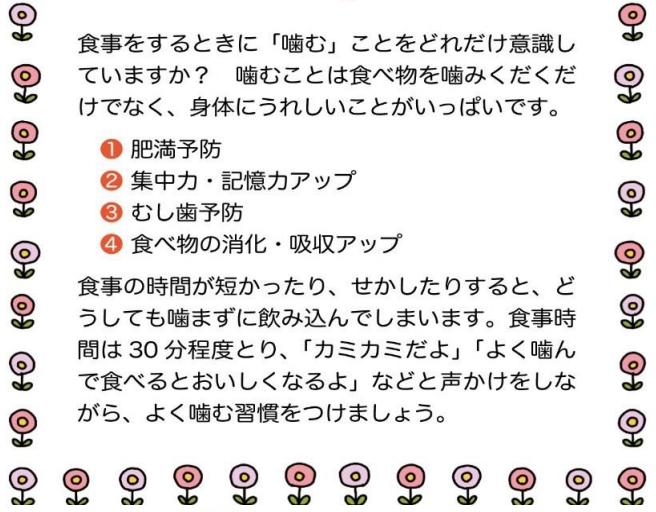 食事をするときに「噛む」ことをどれだけ意識し
ていますか？　噛むことは食べ物を噛みくだくだ
けでなく、身体にうれしいことがいっぱいです。
❶ 肥満予防
❷ 集中力・記憶力アップ
❸ むし歯予防
❹ 食べ物の消化・吸収アップ
食事の時間が短かったり、せかしたりすると、ど
うしても噛まずに飲み込んでしまいます。食事時
間は 30 分程度とり、「カミカミだよ」「よく噛ん
で食べるとおいしくなるよ」などと声かけをしな
がら、よく噛む習慣をつけましょう。